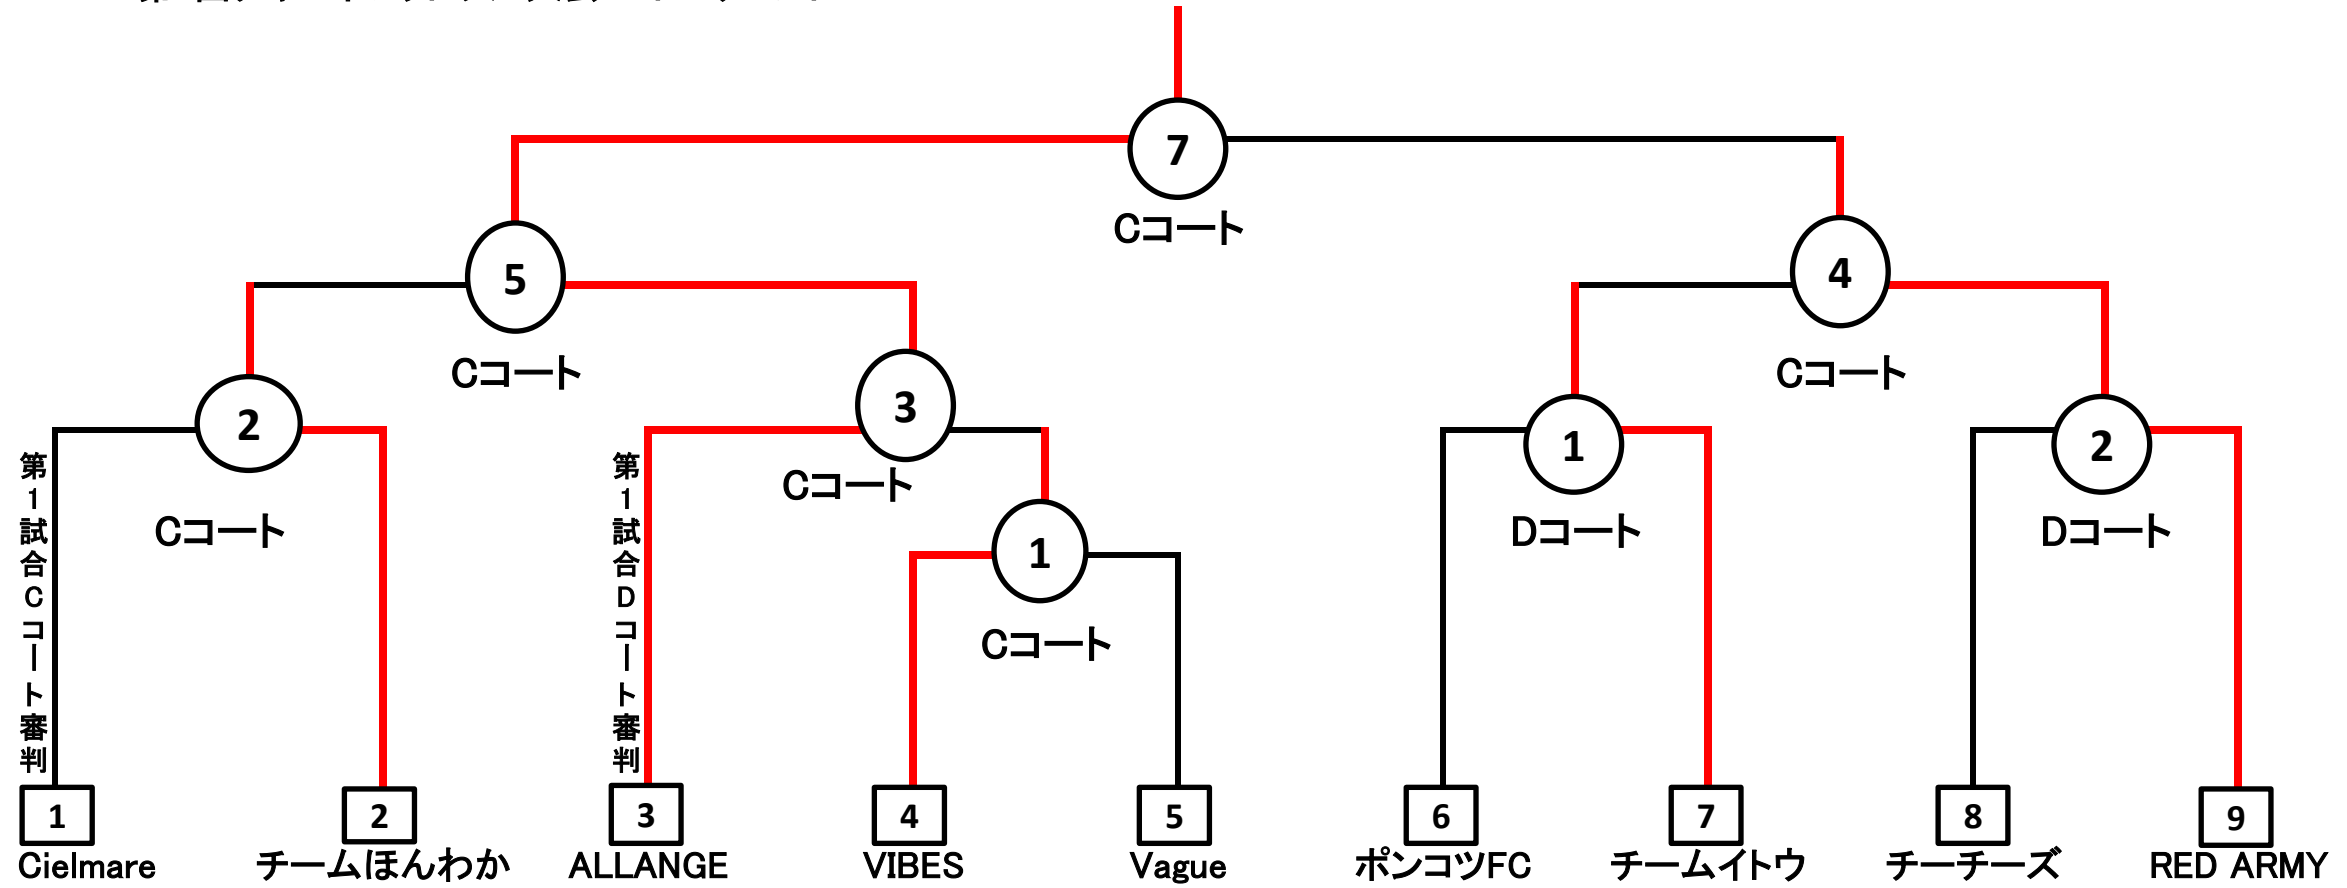 7
Cコート
5
4
Cコート
Cコート
3
2
1
2
Cコート
Cコート
Dコート
Dコート
1
Cコート
第1試合Cコート審判
第1試合Dコート審判
1
2
3
4
5
6
7
8
9
Cielmare
チームほんわか
ALLANGE
VIBES
Vague
ポンコツFC
チームイトウ
チーチーズ
RED ARMY